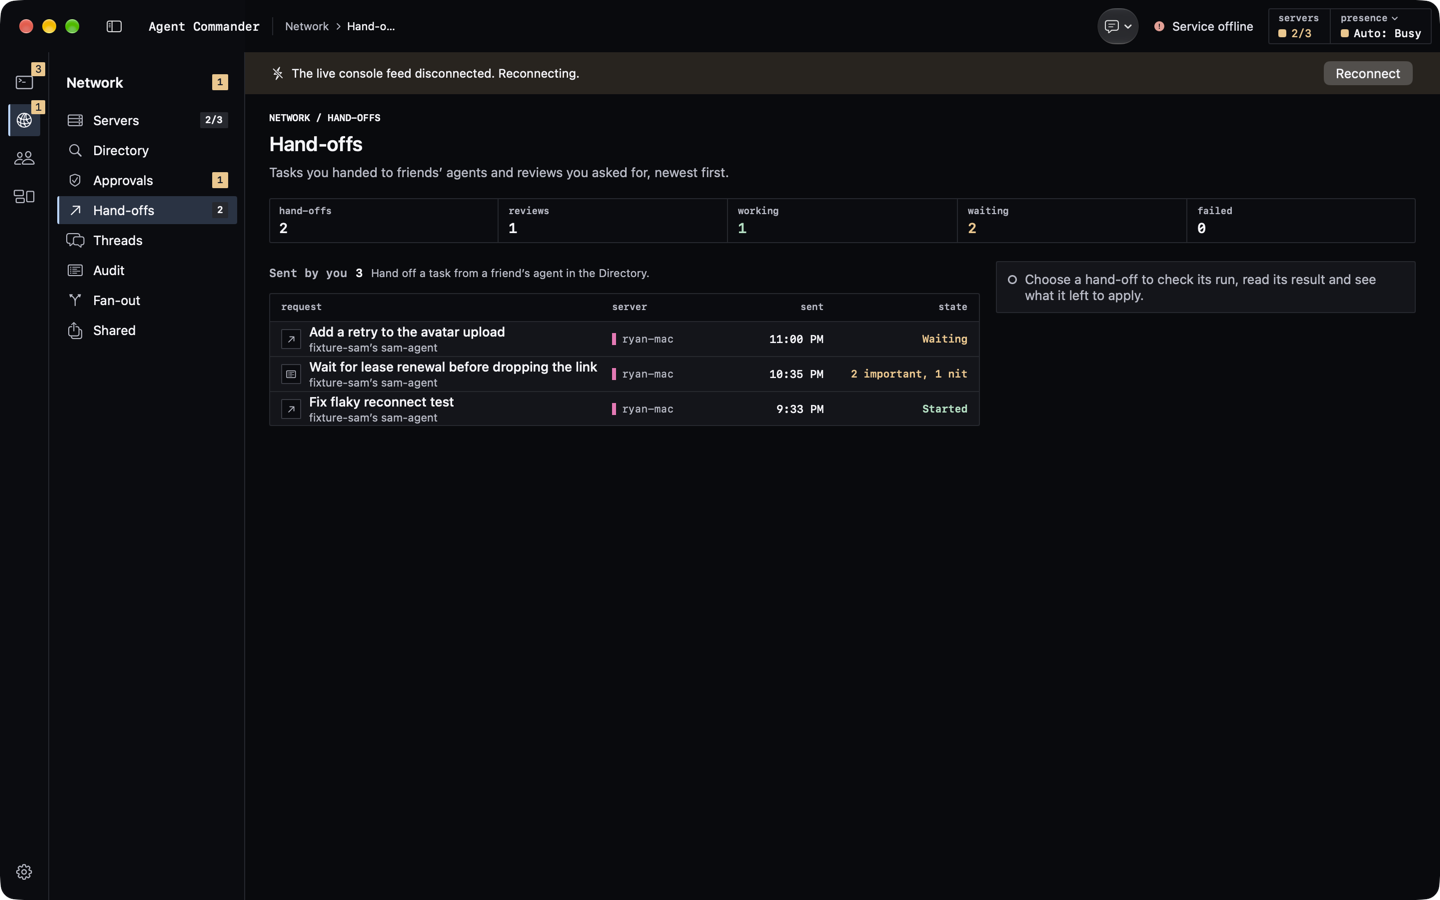 Agent Commander
Network > Hand-o...
Service offline
servers
2/3
presence
Auto: Busy
3
1
Network
1
Servers
2/3
Directory
Approvals
1
Hand-offs
2
Threads
Audit
Fan-out
Shared
The live console feed disconnected. Reconnecting.
Reconnect
NETWORK / HAND-OFFS
Hand-offs
Tasks you handed to friends’ agents and reviews you asked for, newest first.
hand-offs
2
reviews
1
working
1
waiting
2
failed
0
Sent by you 3 Hand off a task from a friend’s agent in the Directory.
request server sent state
Add a retry to the avatar upload
fixture-sam’s sam-agent
ryan-mac 11:00 PM Waiting
Wait for lease renewal before dropping the link
fixture-sam’s sam-agent
ryan-mac 10:35 PM 2 important, 1 nit
Fix flaky reconnect test
fixture-sam’s sam-agent
ryan-mac 9:33 PM Started
Choose a hand-off to check its run, read its result and see
what it left to apply.